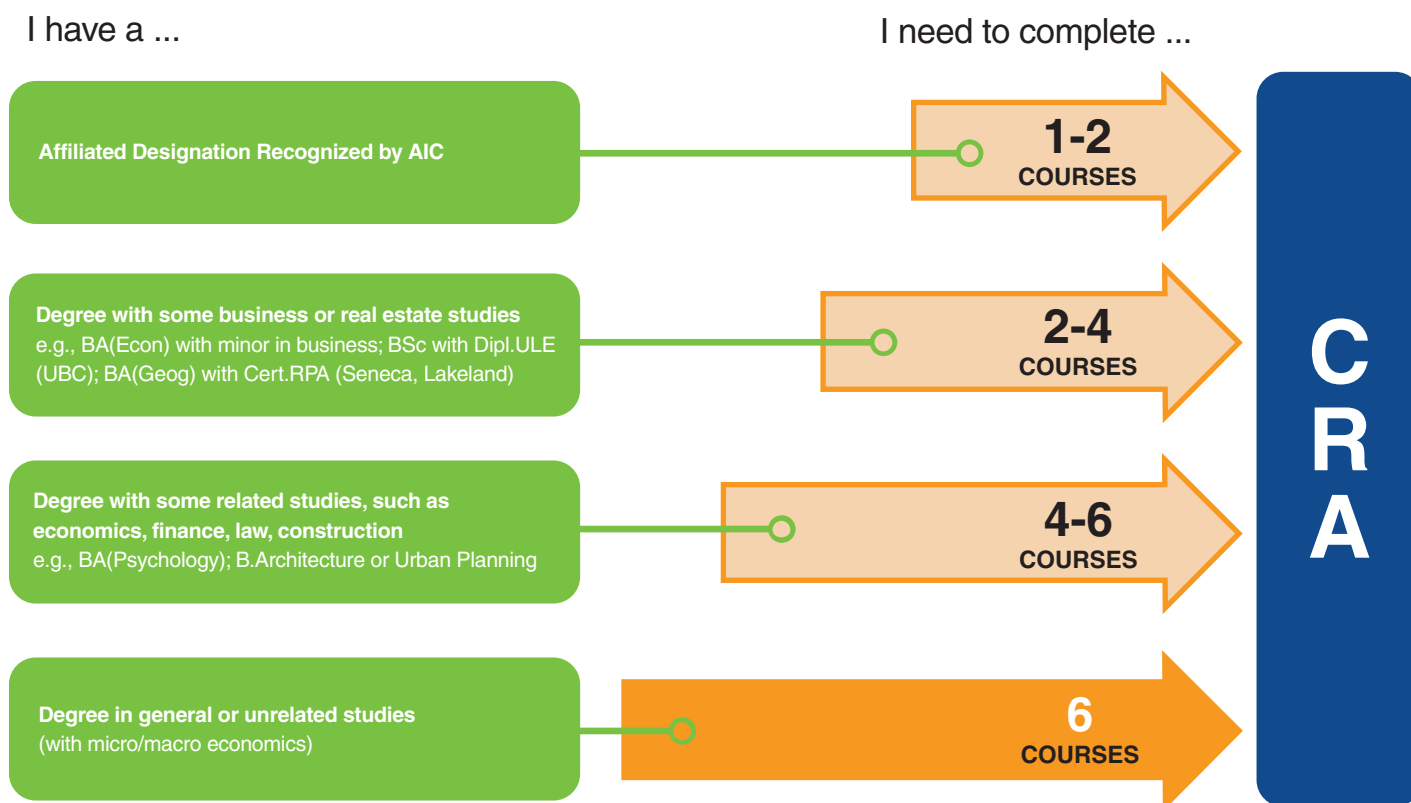 I have a ...
I need to complete ...
Affiliated Designation Recognized by AIC
1-2
COURSES
Degree with some business or real estate studies
e.g., BA(Econ) with minor in business; BSc with Dipl.ULE
(UBC); BA(Geog) with Cert.RPA (Seneca, Lakeland)
2-4
COURSES
Degree with some related studies, such as
economics, finance, law, construction
e.g., BA(Psychology); B.Architecture or Urban Planning
4-6
COURSES
Degree in general or unrelated studies
(with micro/macro economics)
6
COURSES
C
R
A